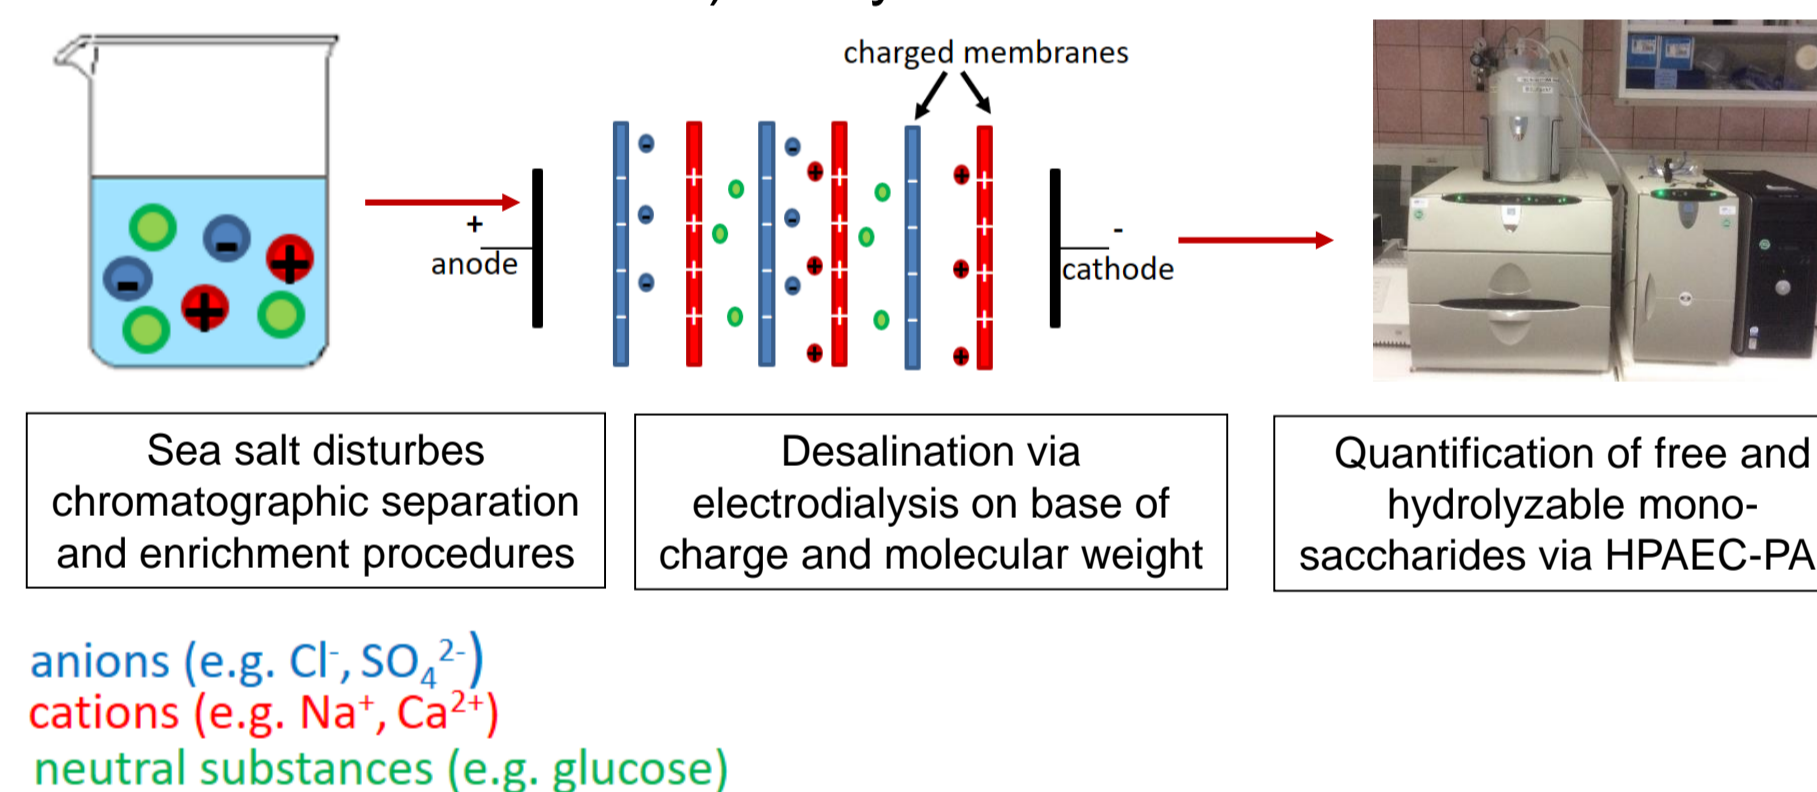 charged membranes
+
anode
-
cathode
Sea salt disturbes
chromatographic separation
and enrichment procedures
Desalination via
electrodialysis on base of
charge and molecular weight
Quantification of free and
hydrolyzable mono-
saccharides via HPAEC-PA
anions (e.g. Cl⁻, SO₄²⁻)
cations (e.g. Na⁺, Ca²⁺)
neutral substances (e.g. glucose)